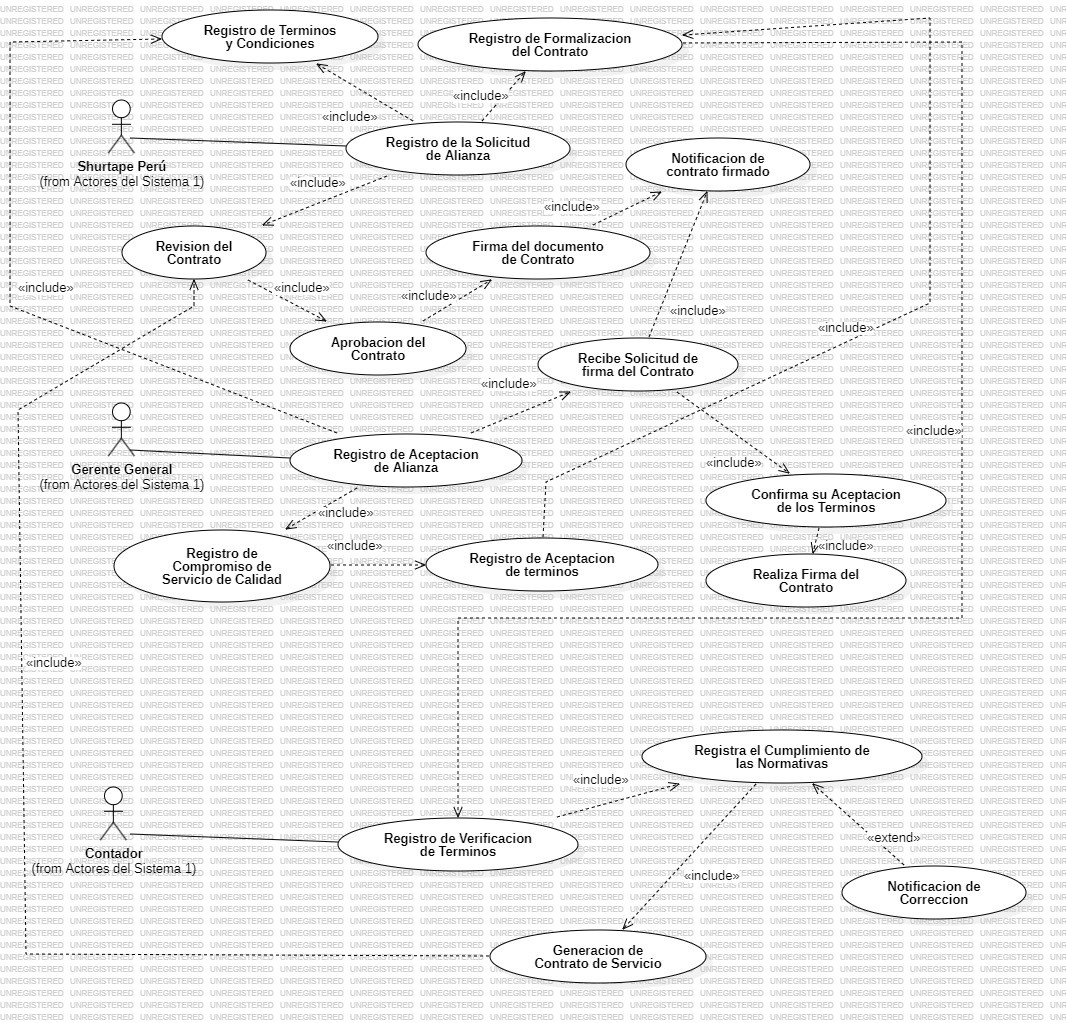 Registro de Terminos
y Condiciones
Registro de Formalizacion
del Contrato
«include»
«include»
Registro de la Solicitud
de Alianza
Shurtape Perú
(from Actores del Sistema 1)
Notificacion de
contrato firmado
«include»
«include»
Revision del
Contrato
Firma del documento
de Contrato
«include»
«include»
«include»
«include»
«include»
Aprobacion del
Contrato
Recibe Solicitud de
firma del Contrato
«include»
«include»
Gerente General
(from Actores del Sistema 1)
Registro de Aceptacion
de Alianza
«include»
Confirma su Aceptacion
de los Terminos
«include»
«include»
«include»
Registro de
Compromiso de
Servicio de Calidad
Registro de Aceptacion
de terminos
Realiza Firma del
Contrato
«include»
Registra el Cumplimiento de
las Normativas
«include»
Contador
(from Actores del Sistema 1)
Registro de Verificacion
de Terminos
«extend»
«include»
Notificacion de
Correccion
Generacion de
Contrato de Servicio
UNREGISTERED